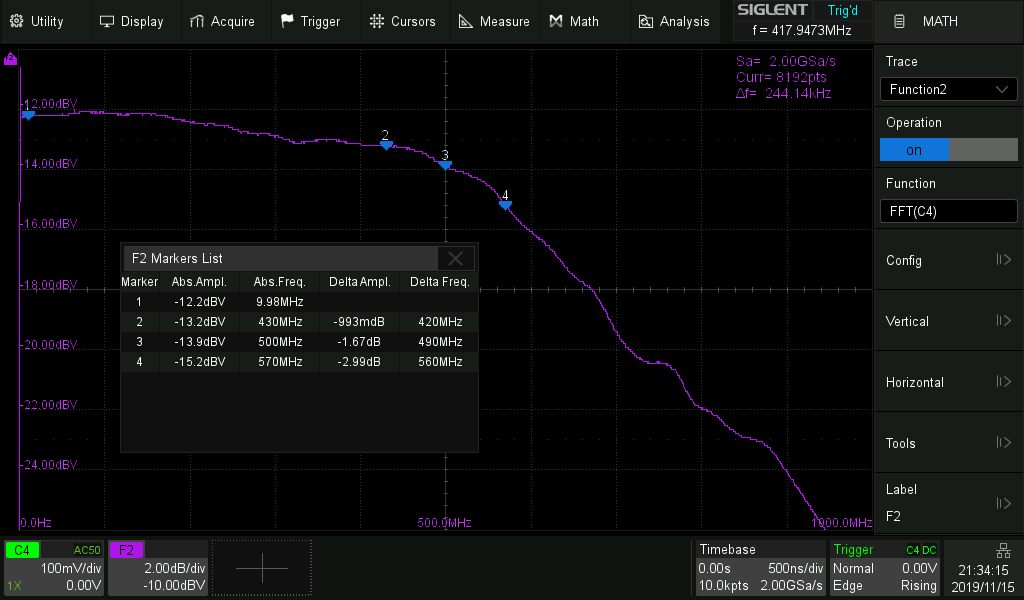 Utility Display Acquire Trigger Cursors Measure Math Analysis
SIGLENT Trig'd
f = 417.9473MHz
MATH
Sa= 2.00GSa/s
Curr= 8192pts
Δf= 244.14kHz
Trace
Function2
Operation
on
Function
FFT(C4)
Config
Vertical
Horizontal
Tools
Label
F2
-12.00dBV
-14.00dBV
-16.00dBV
-18.00dBV
-20.00dBV
-22.00dBV
-24.00dBV
1
2
3
4
F2 Markers List
Marker Abs.Ampl. Abs.Freq. Delta Ampl. Delta Freq.
1 -12.2dBV 9.98MHz
2 -13.2dBV 430MHz -993mdB 420MHz
3 -13.9dBV 500MHz -1.67dB 490MHz
4 -15.2dBV 570MHz -2.99dB 560MHz
0.0Hz 500.0MHz 1000.0MHz
C4 AC50
100mV/div
1X 0.00V
F2
2.00dB/div
-10.00dBV
Timebase
0.00s 500ns/div
10.0kpts 2.00GSa/s
Trigger C4 DC
Normal 0.00V
Edge Rising
21:34:15
2019/11/15